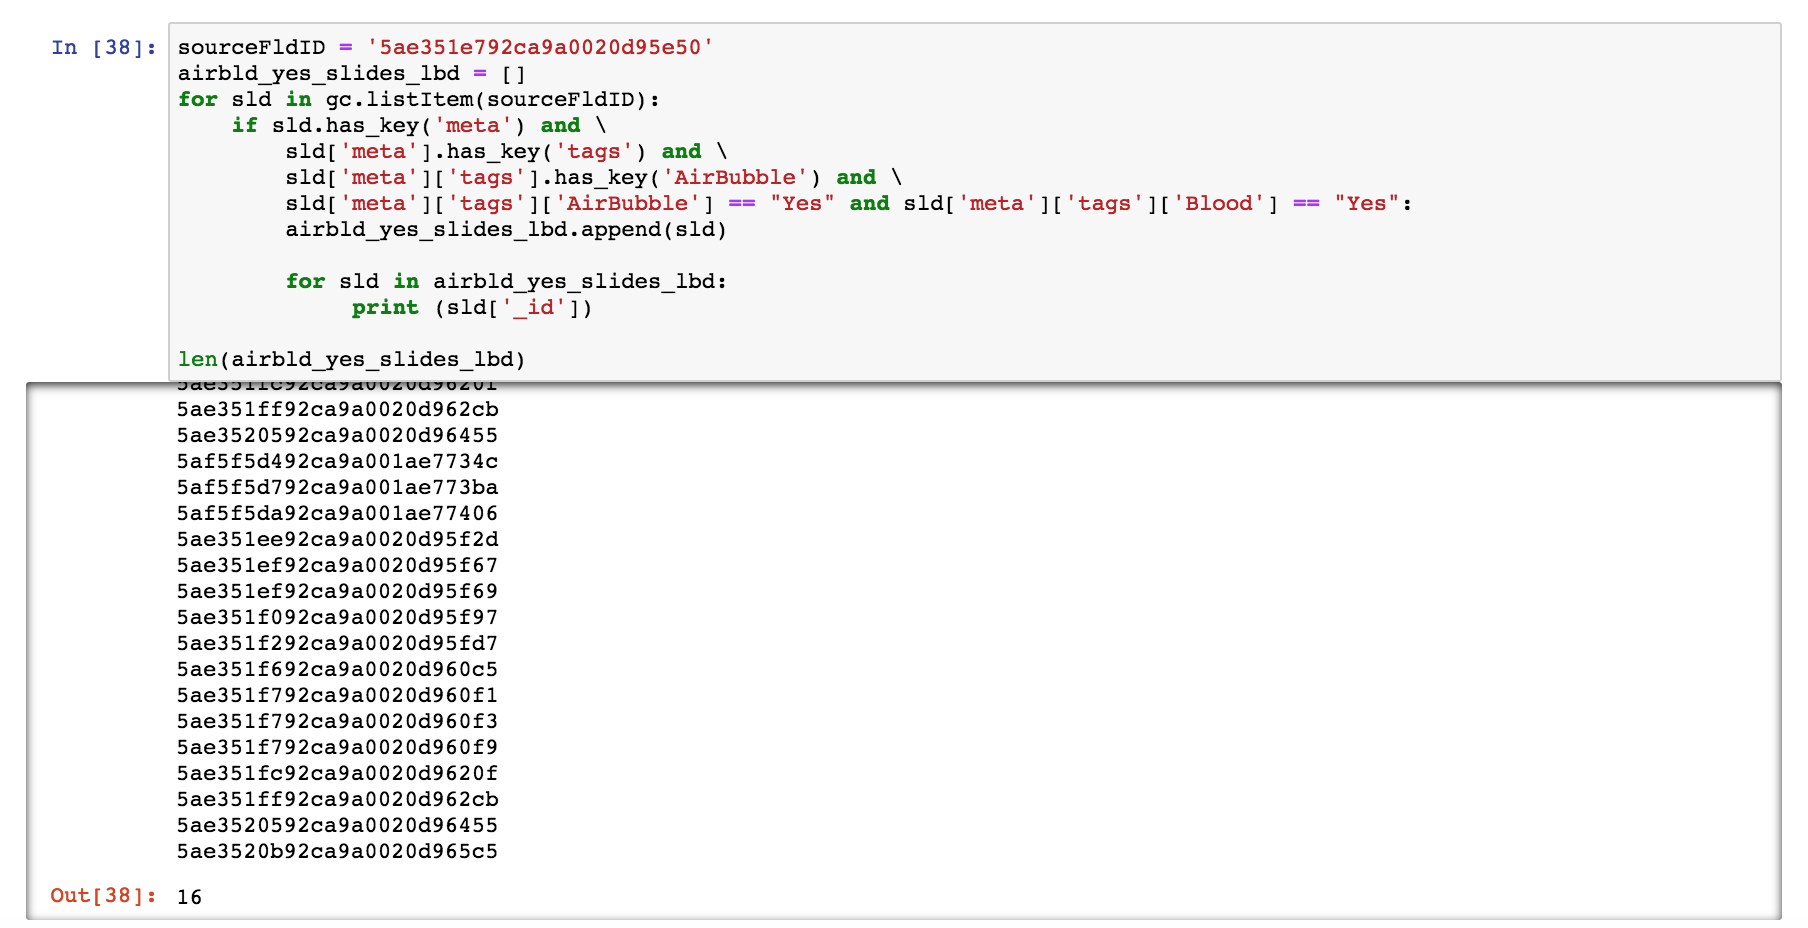 In [38]:
sourceFldID = '5ae351e792ca9a0020d95e50'
airbld_yes_slides_lbd = []
for sld in gc.listItem(sourceFldID):
    if sld.has_key('meta') and \
        sld['meta'].has_key('tags') and \
        sld['meta']['tags'].has_key('AirBubble') and \
        sld['meta']['tags']['AirBubble'] == "Yes" and sld['meta']['tags']['Blood'] == "Yes":
        airbld_yes_slides_lbd.append(sld)
        for sld in airbld_yes_slides_lbd:
             print (sld['_id'])
len(airbld_yes_slides_lbd)
5ae351fc92ca9a0020d9620f
5ae351ff92ca9a0020d962cb
5ae3520592ca9a0020d96455
5af5f5d492ca9a001ae7734c
5af5f5d792ca9a001ae773ba
5af5f5da92ca9a001ae77406
5ae351ee92ca9a0020d95f2d
5ae351ef92ca9a0020d95f67
5ae351ef92ca9a0020d95f69
5ae351f092ca9a0020d95f97
5ae351f292ca9a0020d95fd7
5ae351f692ca9a0020d960c5
5ae351f792ca9a0020d960f1
5ae351f792ca9a0020d960f3
5ae351f792ca9a0020d960f9
5ae351fc92ca9a0020d9620f
5ae351ff92ca9a0020d962cb
5ae3520592ca9a0020d96455
5ae3520b92ca9a0020d965c5
Out[38]: 16